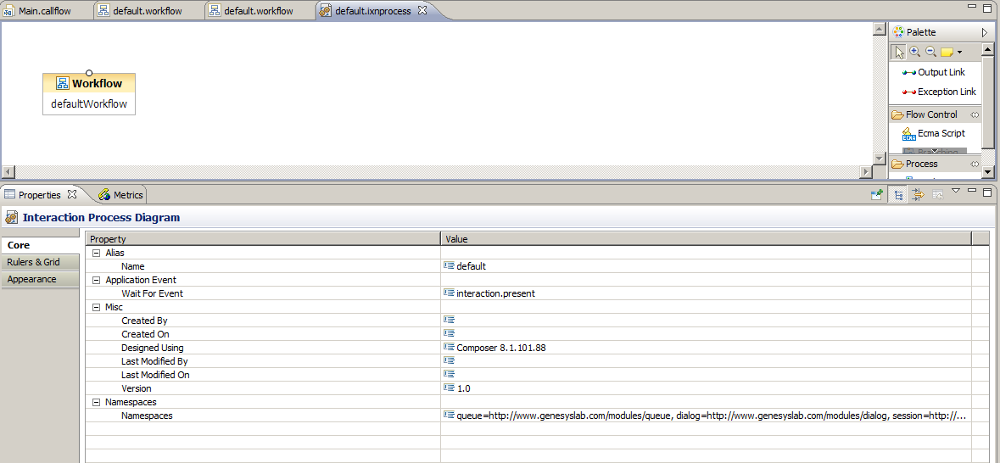 Main.callflow default.workflow default.workflow default.ixnprocess
Palette
Workflow
defaultWorkflow
Output Link
Exception Link
Flow Control
Ecma Script
ECMA
Branching
Process
Properties Metrics
Interaction Process Diagram
Core
Rulers & Grid
Appearance
Property Value
Alias
Name default
Application Event
Wait For Event interaction.present
Misc
Created By
Created On
Designed Using Composer 8.1.101.88
Last Modified By
Last Modified On
Version 1.0
Namespaces
Namespaces queue=http://www.genesyslab.com/modules/queue, dialog=http://www.genesyslab.com/modules/dialog, session=http://...